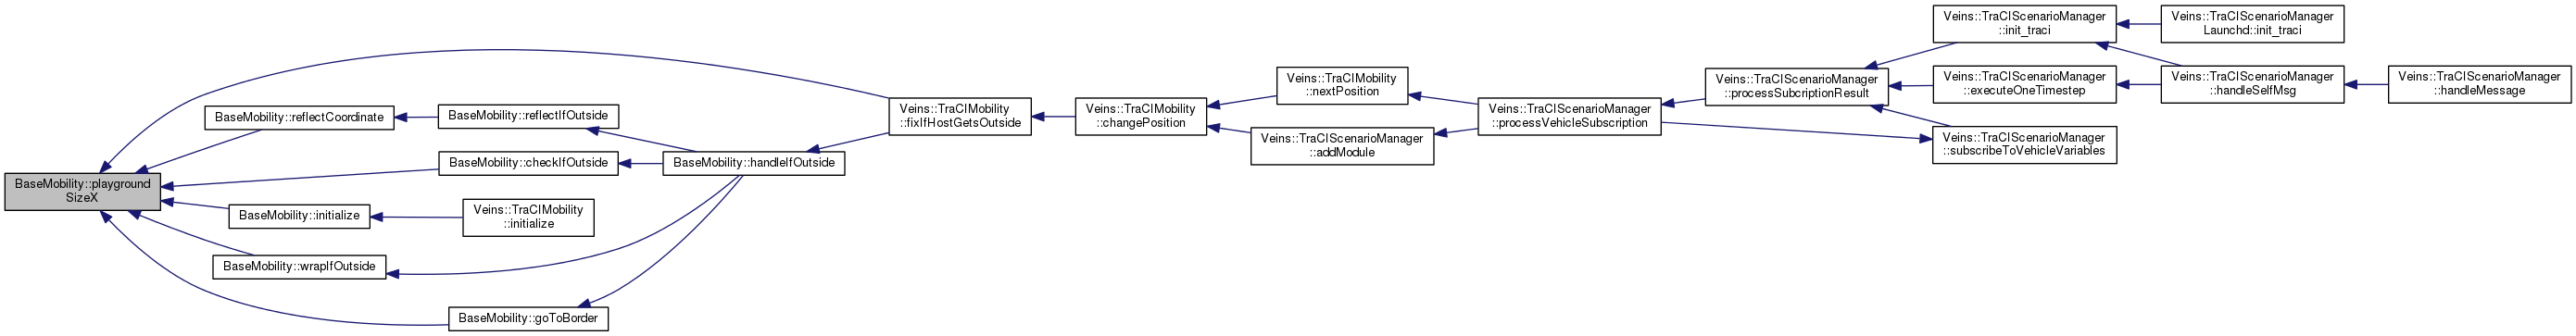 BaseMobility::playground
SizeX
BaseMobility::reflectCoordinate
BaseMobility::reflectIfOutside
BaseMobility::checkIfOutside
BaseMobility::initialize
Veins::TraCIMobility
::initialize
BaseMobility::wrapIfOutside
BaseMobility::goToBorder
BaseMobility::handleIfOutside
Veins::TraCIMobility
::fixIfHostGetsOutside
Veins::TraCIMobility
::changePosition
Veins::TraCIMobility
::nextPosition
Veins::TraCIScenarioManager
::addModule
Veins::TraCIScenarioManager
::processVehicleSubscription
Veins::TraCIScenarioManager
::processSubcriptionResult
Veins::TraCIScenarioManager
::init_traci
Veins::TraCIScenarioManager
::executeOneTimestep
Veins::TraCIScenarioManager
::subscribeToVehicleVariables
Veins::TraCIScenarioManager
Launchd::init_traci
Veins::TraCIScenarioManager
::handleSelfMsg
Veins::TraCIScenarioManager
::handleMessage